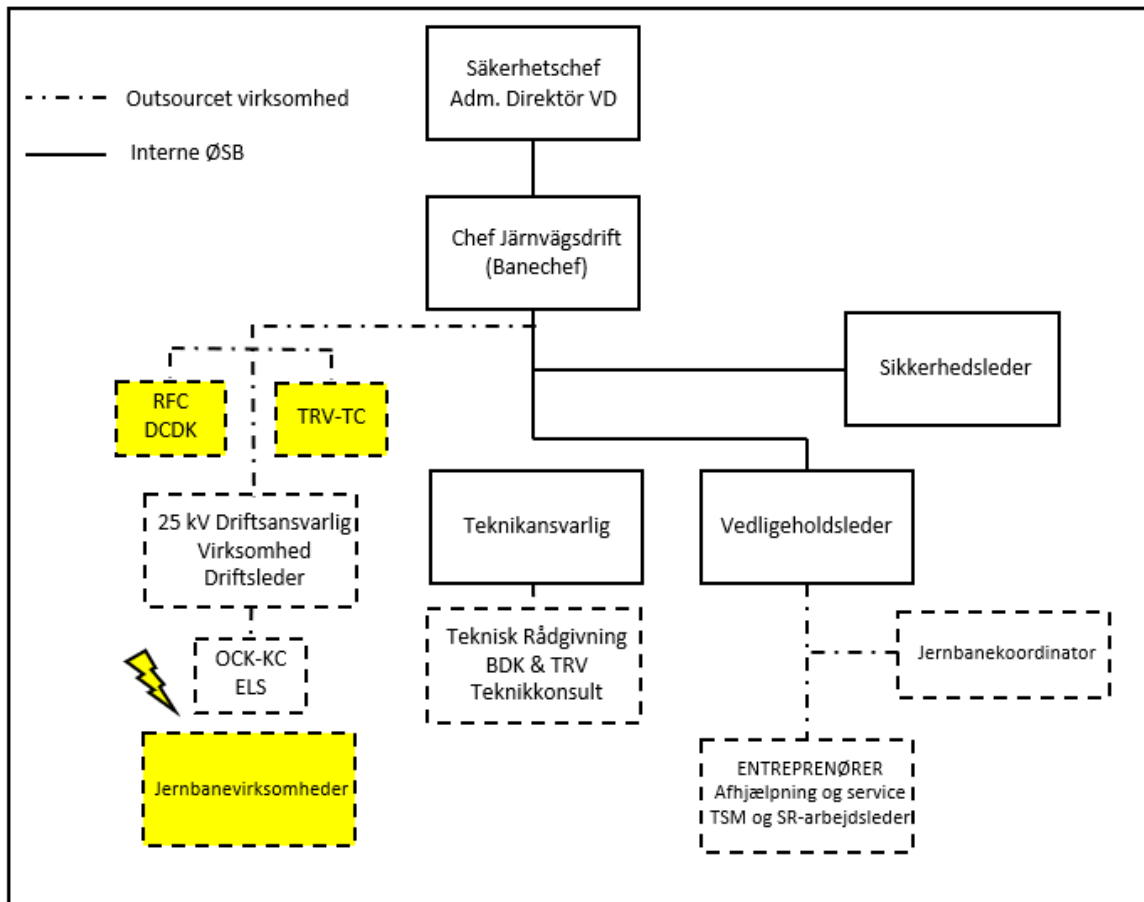 Säkerhetschef
Adm. Direktör VD
Outsourcet virksomhed
Interne ØSB
Chef Järnvägsdrift
(Banechef)
Sikkerhedsleder
RFC
DCDK
TRV-TC
25 kV Driftsansvarlig
Virksomhed
Driftsleder
Teknikansvarlig
Vedligeholdsleder
OCK-KC
ELS
Teknisk Rådgivning
BDK & TRV
Teknikkonsult
Jernbanekoordinator
Jernbanevirksomheder
ENTREPRENØRER
Afhjælpning og service
TSM og SR-arbejdsleder